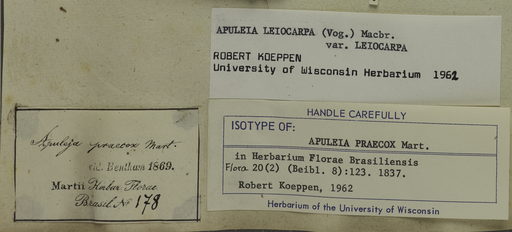 APULEIA LEIOCARPA (Vog.) Macbr.
var. LEIOCARPA
ROBERT KOEPPEN
University of Wisconsin Herbarium 1962
Apuleja praecox Mart.
vid. Bentham 1869.
Martii Herbar. Florae
Brasil. No 178
HANDLE CAREFULLY
ISOTYPE OF:
APULEIA PRAECOX Mart.
in Herbarium Florae Brasiliensis
Flora 20(2) (Beibl. 8):123. 1837.
Robert Koeppen, 1962
Herbarium of the University of Wisconsin